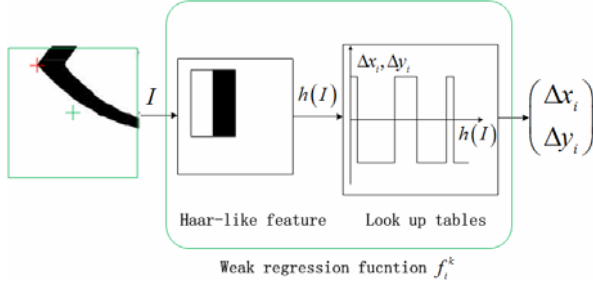 I
h(I)
Δx_i, Δy_i
h(I)
(Δx_i
Δy_i)
Haar-like feature
Look up tables
Weak regression fucntion f_i^k